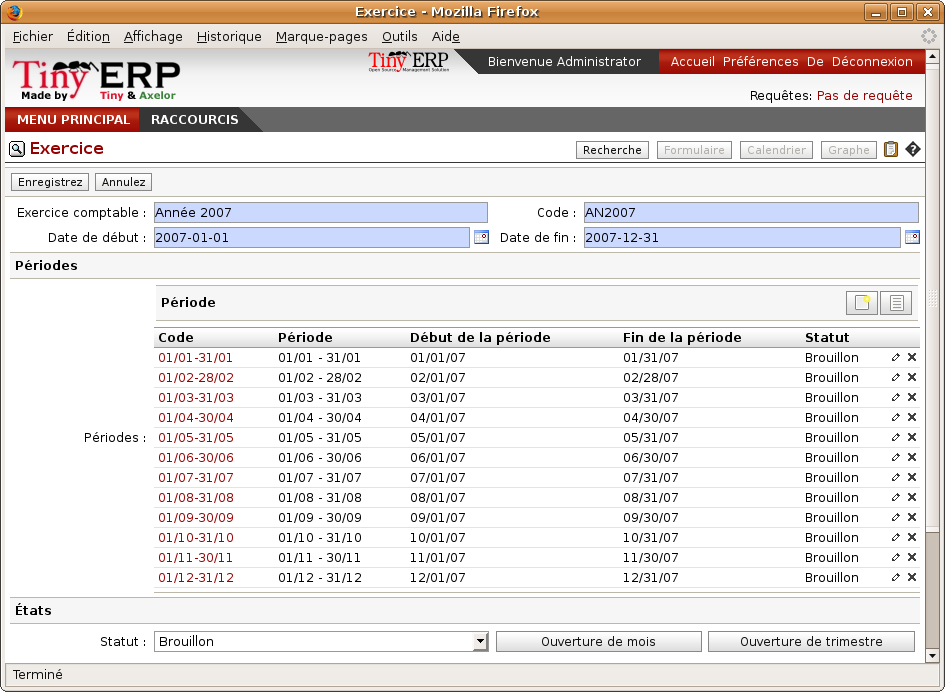 Exercice - Mozilla Firefox
Fichier Édition Affichage Historique Marque-pages Outils Aide
Tiny ERP
Made by Tiny & Axelor
Tiny ERP
Open Source Management Solution
Bienvenue Administrator
Accueil Préférences De Déconnexion
Requêtes: Pas de requête
MENU PRINCIPAL RACCOURCIS
Exercice
Recherche Formulaire Calendrier Graphe
Enregistrez Annulez
Exercice comptable : Année 2007 Code : AN2007
Date de début : 2007-01-01 Date de fin : 2007-12-31
Périodes
Période
Code Période Début de la période Fin de la période Statut
01/01-31/01 01/01 - 31/01 01/01/07 01/31/07 Brouillon
01/02-28/02 01/02 - 28/02 02/01/07 02/28/07 Brouillon
01/03-31/03 01/03 - 31/03 03/01/07 03/31/07 Brouillon
01/04-30/04 01/04 - 30/04 04/01/07 04/30/07 Brouillon
Périodes : 01/05-31/05 01/05 - 31/05 05/01/07 05/31/07 Brouillon
01/06-30/06 01/06 - 30/06 06/01/07 06/30/07 Brouillon
01/07-31/07 01/07 - 31/07 07/01/07 07/31/07 Brouillon
01/08-31/08 01/08 - 31/08 08/01/07 08/31/07 Brouillon
01/09-30/09 01/09 - 30/09 09/01/07 09/30/07 Brouillon
01/10-31/10 01/10 - 31/10 10/01/07 10/31/07 Brouillon
01/11-30/11 01/11 - 30/11 11/01/07 11/30/07 Brouillon
01/12-31/12 01/12 - 31/12 12/01/07 12/31/07 Brouillon
États
Statut : Brouillon Ouverture de mois Ouverture de trimestre
Terminé